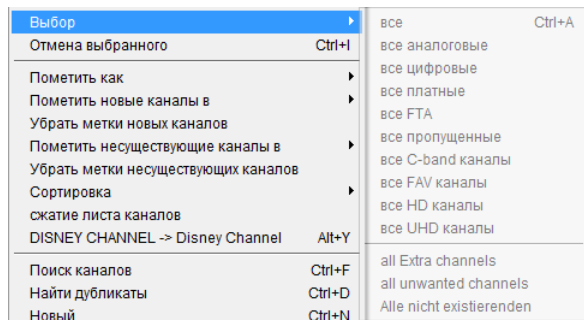 Выбор
Отмена выбранного Ctrl+I
Пометить как
Пометить новые каналы в
Убрать метки новых каналов
Пометить несуществующие каналы в
Убрать метки несуществующих каналов
Сортировка
сжатие листа каналов
DISNEY CHANNEL -> Disney Channel Alt+Y
Поиск каналов Ctrl+F
Найти дубликаты Ctrl+D
Новый Ctrl+N
все Ctrl+A
все аналоговые
все цифровые
все платные
все FTA
все пропущенные
все C-band каналы
все FAV каналы
все HD каналы
все UHD каналы
all Extra channels
all unwanted channels
Alle nicht existierenden